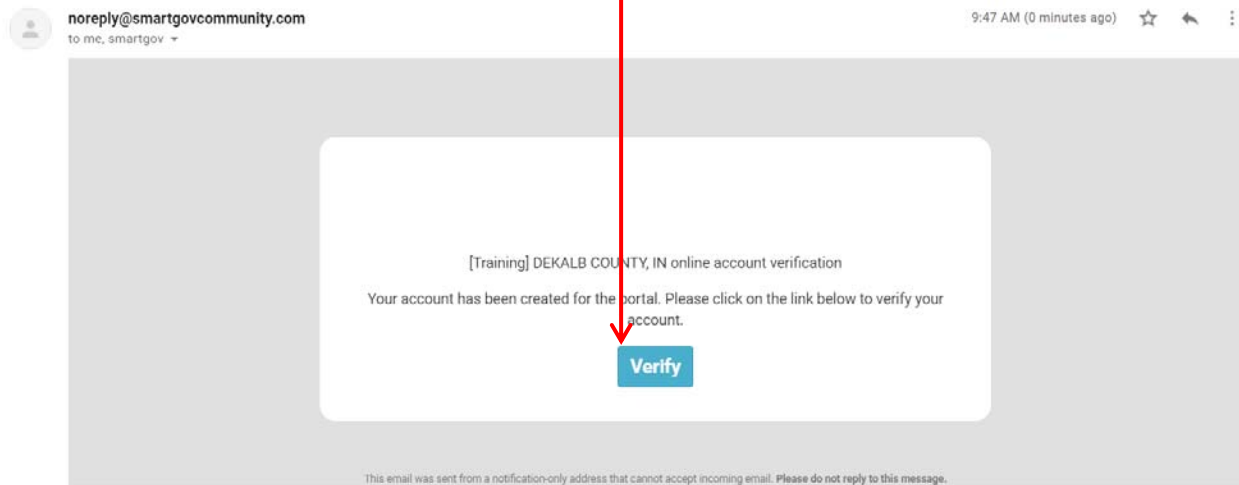 noreply@smartgovcommunity.com
9:47 AM (0 minutes ago)
to me, smartgov
[Training] DEKALB COUNTY, IN online account verification
Your account has been created for the portal. Please click on the link below to verify your
account.
Verify
This email was sent from a notification-only address that cannot accept incoming email. Please do not reply to this message.